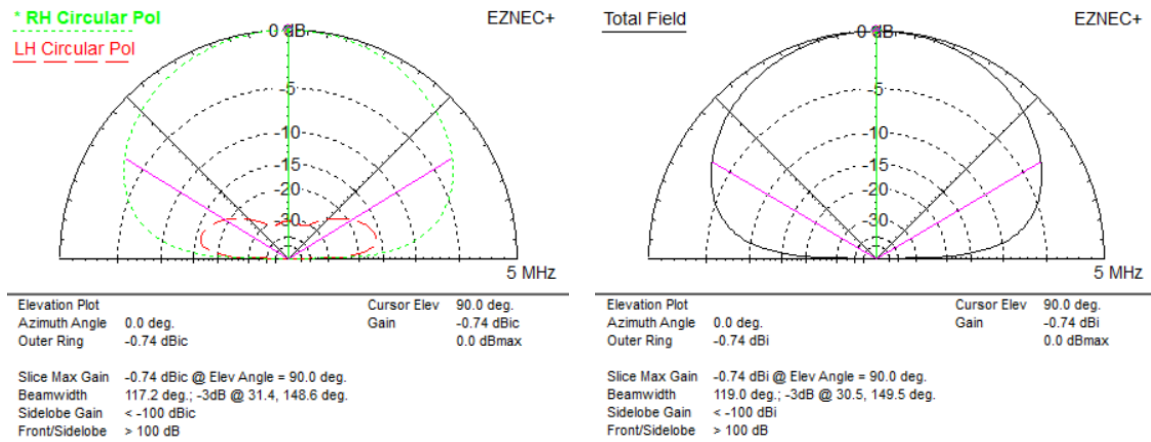 * RH Circular Pol
LH Circular Pol
EZNEC+
0 dB
-5
-10
-15
-20
-30
5 MHz
Elevation Plot
Azimuth Angle 0.0 deg.
Outer Ring -0.74 dBic
Cursor Elev 90.0 deg.
Gain -0.74 dBic
0.0 dBmax
Slice Max Gain -0.74 dBic @ Elev Angle = 90.0 deg.
Beamwidth 117.2 deg.; -3dB @ 31.4, 148.6 deg.
Sidelobe Gain < -100 dBic
Front/Sidelobe > 100 dB
Total Field
EZNEC+
0 dB
-5
-10
-15
-20
-30
5 MHz
Elevation Plot
Azimuth Angle 0.0 deg.
Outer Ring -0.74 dBi
Cursor Elev 90.0 deg.
Gain -0.74 dBi
0.0 dBmax
Slice Max Gain -0.74 dBi @ Elev Angle = 90.0 deg.
Beamwidth 119.0 deg.; -3dB @ 30.5, 149.5 deg.
Sidelobe Gain < -100 dBi
Front/Sidelobe > 100 dB